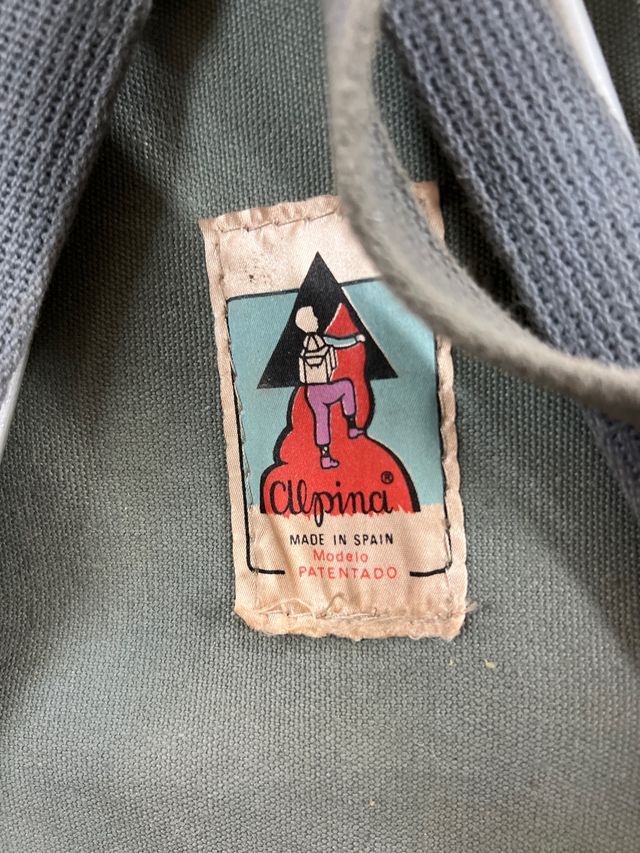 alpina®
MADE IN SPAIN
Modelo
PATENTADO